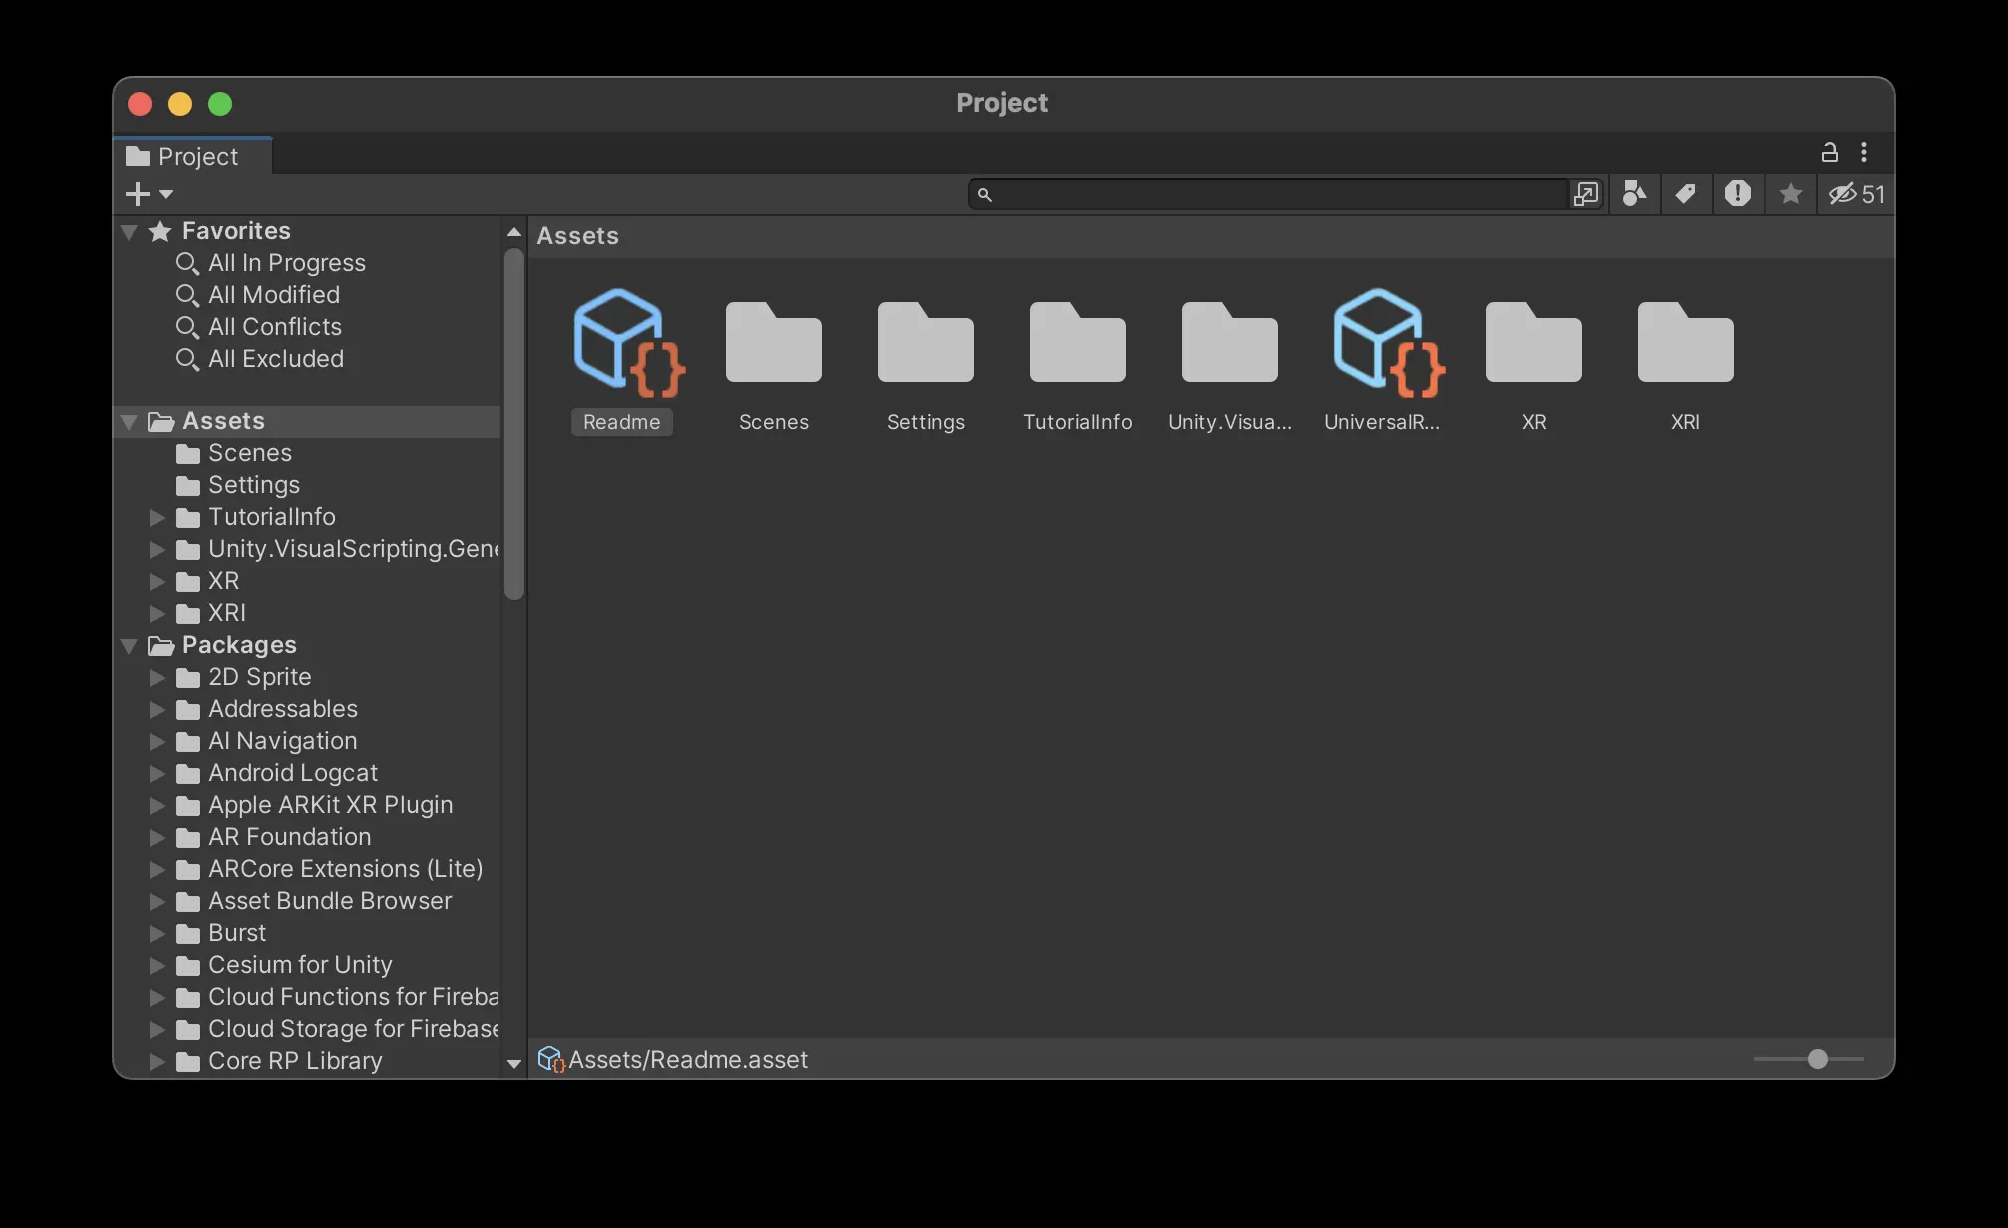 Project
Project
51
Favorites
All In Progress
All Modified
All Conflicts
All Excluded
Assets
Scenes
Settings
TutorialInfo
Unity.VisualScripting.Gene
XR
XRI
Packages
2D Sprite
Addressables
AI Navigation
Android Logcat
Apple ARKit XR Plugin
AR Foundation
ARCore Extensions (Lite)
Asset Bundle Browser
Burst
Cesium for Unity
Cloud Functions for Fireba
Cloud Storage for Firebase
Core RP Library
Assets
Readme
Scenes
Settings
TutorialInfo
Unity.Visua...
UniversalR...
XR
XRI
Assets/Readme.asset